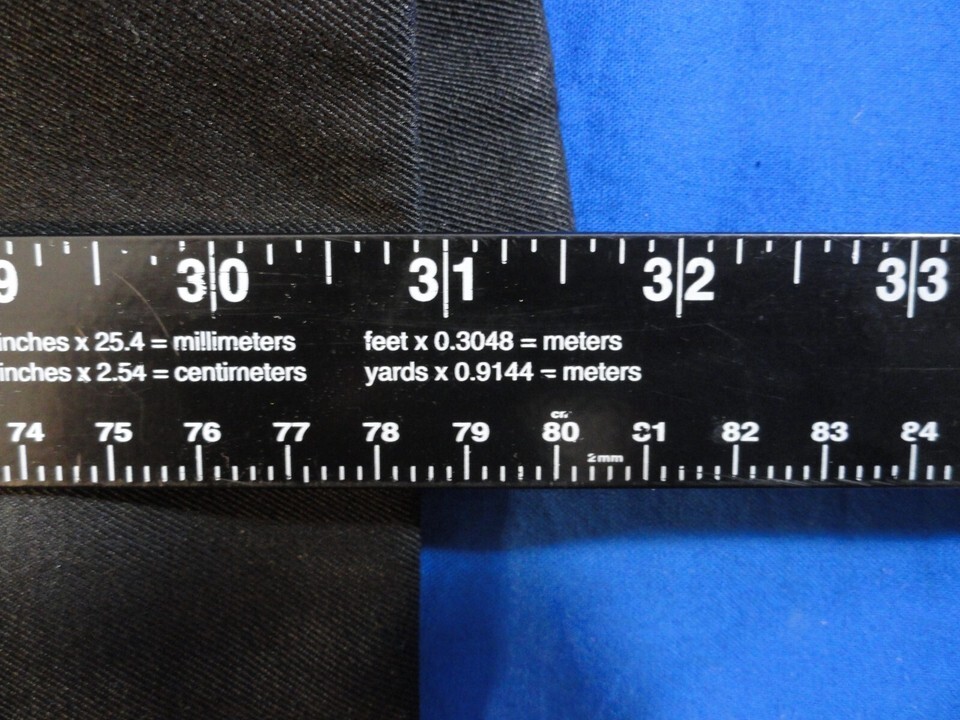 9 30 31 32 33
inches x 25.4 = millimeters feet x 0.3048 = meters
inches x 2.54 = centimeters yards x 0.9144 = meters
cm
74 75 76 77 78 79 80 81 82 83 84
2mm